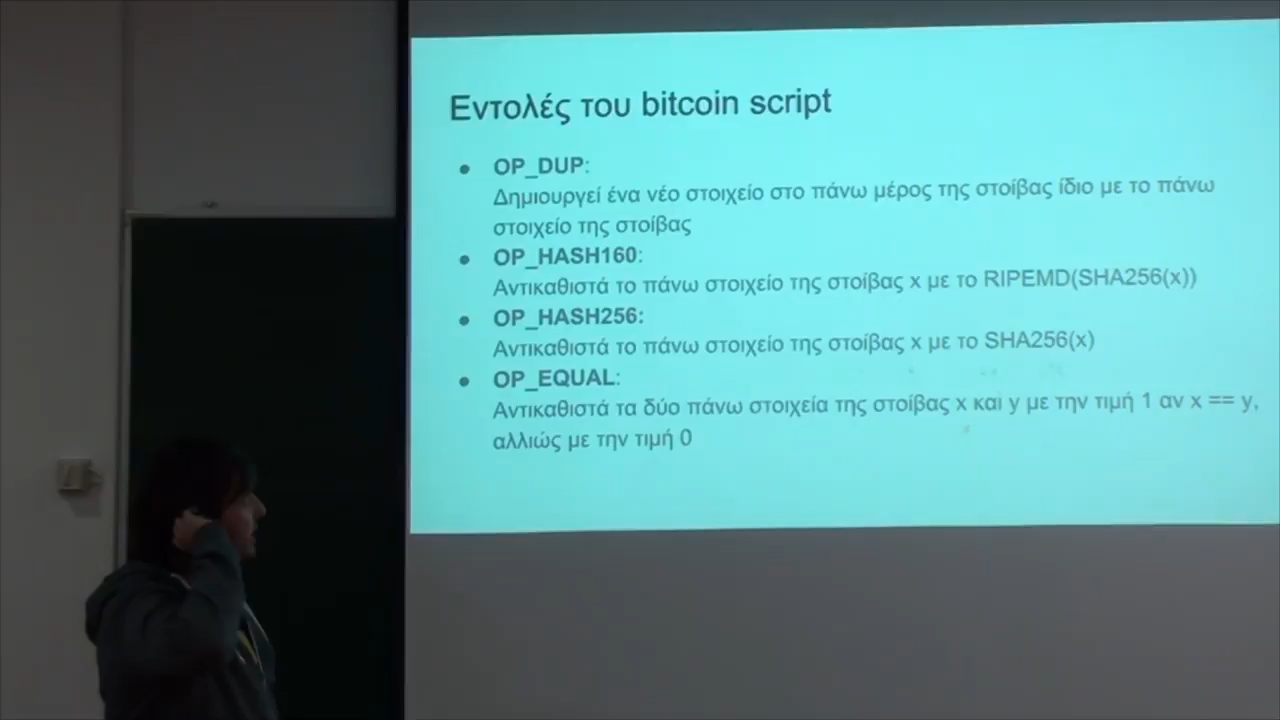 Εντολές του bitcoin script
● OP_DUP:
Δημιουργεί ένα νέο στοιχείο στο πάνω μέρος της στοίβας ίδιο με το πάνω
στοιχείο της στοίβας
● OP_HASH160:
Αντικαθιστά το πάνω στοιχείο της στοίβας x με το RIPEMD(SHA256(x))
● OP_HASH256:
Αντικαθιστά το πάνω στοιχείο της στοίβας x με το SHA256(x)
● OP_EQUAL:
Αντικαθιστά τα δύο πάνω στοιχεία της στοίβας x και y με την τιμή 1 αν x == y,
αλλιώς με την τιμή 0